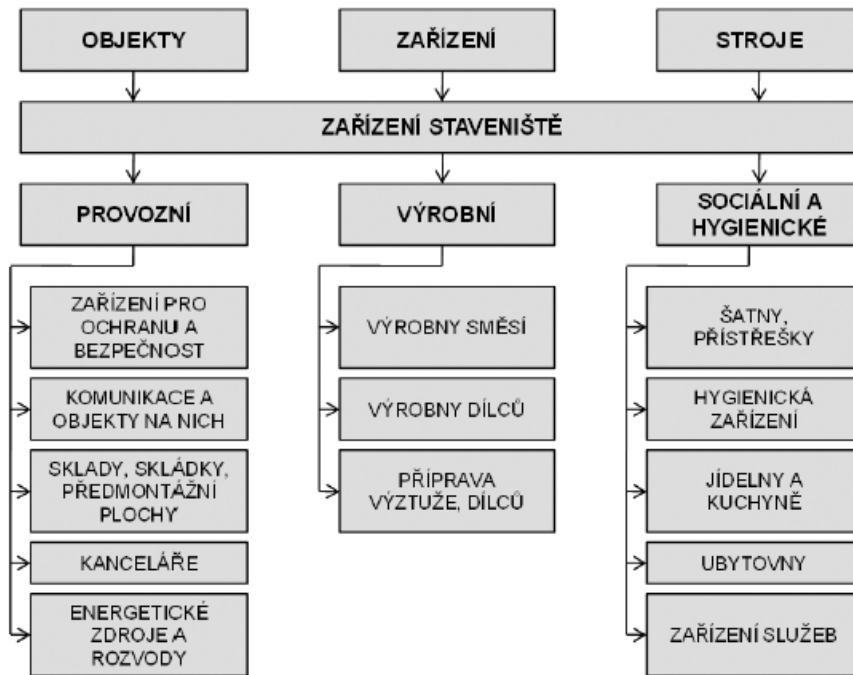 OBJEKTY
ZAŘÍZENÍ
STROJE
ZAŘÍZENÍ STAVENIŠTĚ
PROVOZNÍ
ZAŘÍZENÍ PRO
OCHRANU A
BEZPEČNOST
KOMUNIKACE A
OBJEKTY NA NICH
SKLADY, SKLÁDKY,
PŘEDMONTÁŽNÍ
PLOCHY
KANCELÁŘE
ENERGETICKÉ
ZDROJE A
ROZVODY
VÝROBNÍ
VÝROBNY SMĚSÍ
VÝROBNY DÍLCŮ
PŘÍPRAVA
VÝZTUŽE, DÍLCŮ
SOCIÁLNÍ A
HYGIENICKÉ
ŠATNY,
PŘÍSTŘEŠKY
HYGIENICKÁ
ZAŘÍZENÍ
JÍDELNY A
KUCHYNĚ
UBYTOVNY
ZAŘÍZENÍ SLUŽEB